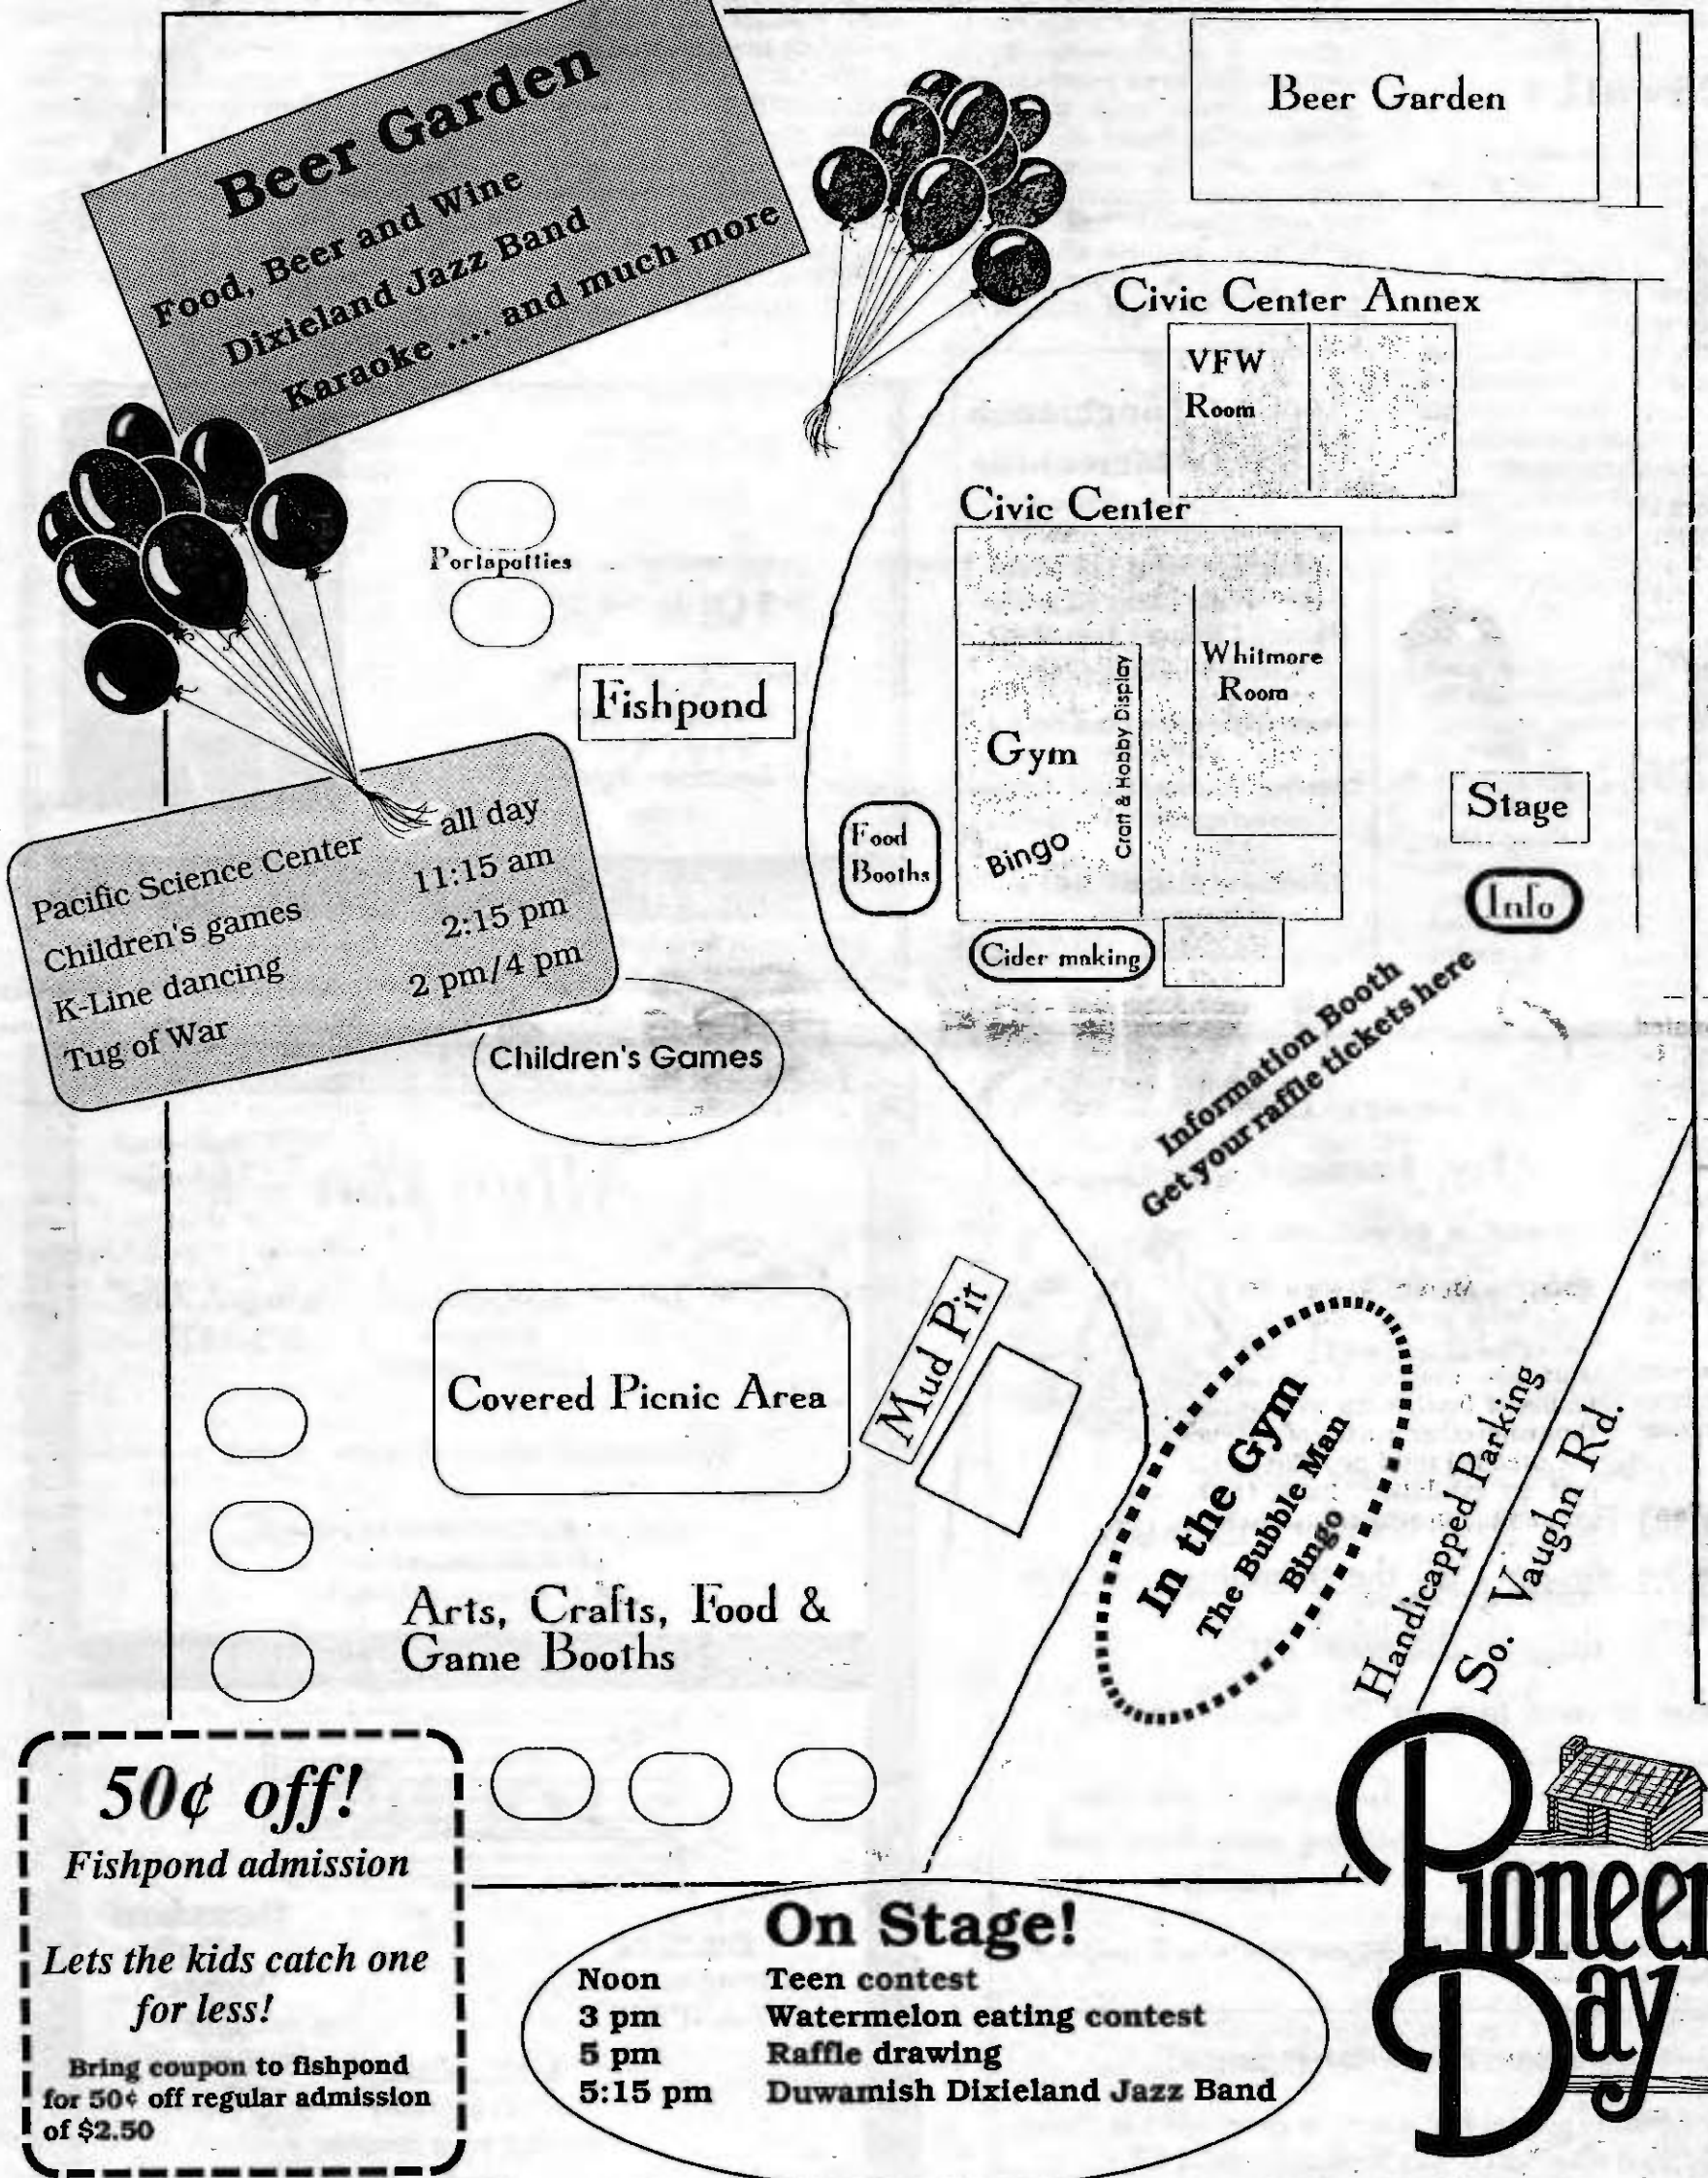 Beer Garden
Food, Beer and Wine
Dixieland Jazz Band
Karaoke .... and much more
Beer Garden
Civic Center Annex
VFW
Room
Civic Center
Portapotties
Whitmore
Room
Fishpond
Gym
Craft & Hobby Display
Bingo
Food
Booths
Stage
Info
Cider making
Pacific Science Center all day
Children's games 11:15 am
K-Line dancing 2:15 pm
Tug of War 2 pm/4 pm
Children's Games
Information Booth
Get your raffle tickets here
Mud Pit
Covered Picnic Area
In the Gym
The Bubble Man
Bingo
Handicapped Parking
So. Vaughn Rd.
Arts, Crafts, Food &
Game Booths
50¢ off!
Fishpond admission
Lets the kids catch one
for less!
Bring coupon to fishpond
for 50¢ off regular admission
of $2.50
On Stage!
Noon Teen contest
3 pm Watermelon eating contest
5 pm Raffle drawing
5:15 pm Duwamish Dixieland Jazz Band
Pioneer
Day